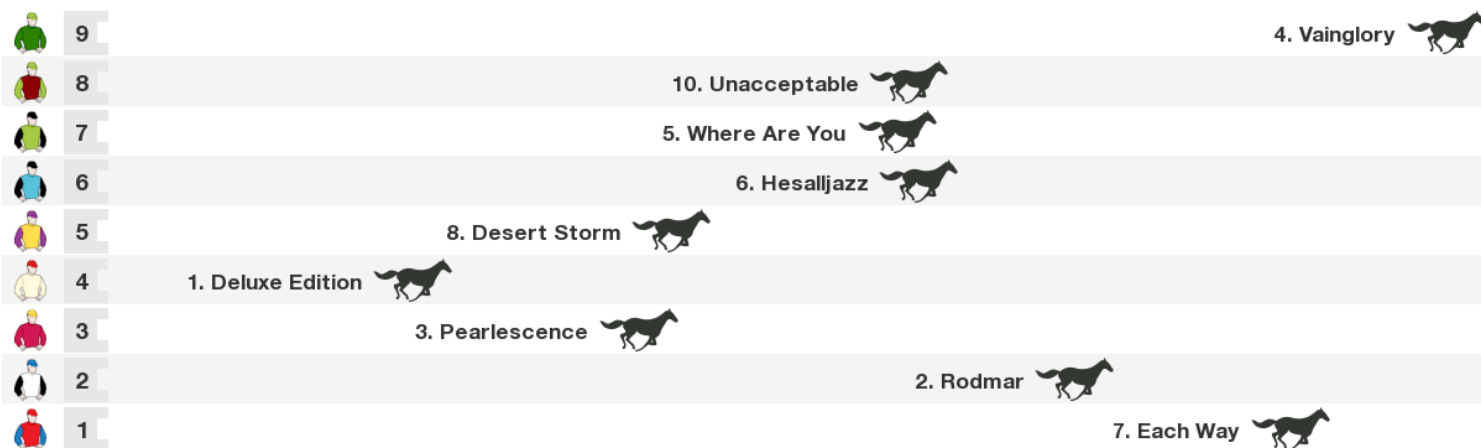 9 4. Vainglory
8 10. Unacceptable
7 5. Where Are You
6 6. Hesalljazz
5 8. Desert Storm
4 1. Deluxe Edition
3 3. Pearlescence
2 2. Rodmar
1 7. Each Way